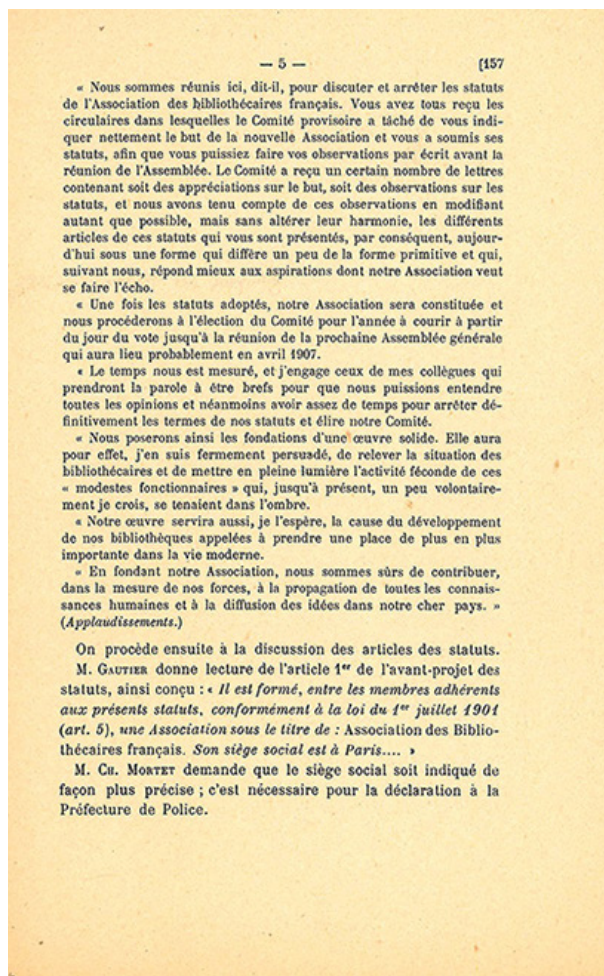 — 5 — [157
« Nous sommes réunis ici, dit-il, pour discuter et arrêter les statuts
de l'Association des bibliothécaires français. Vous avez tous reçu les
circulaires dans lesquelles le Comité provisoire a tâché de vous indi-
quer nettement le but de la nouvelle Association et vous a soumis ses
statuts, afin que vous puissiez faire vos observations par écrit avant la
réunion de l'Assemblée. Le Comité a reçu un certain nombre de lettres
contenant soit des appréciations sur le but, soit des observations sur les
statuts, et nous avons tenu compte de ces observations en modifiant
autant que possible, mais sans altérer leur harmonie, les différents
articles de ces statuts qui vous sont présentés, par conséquent, aujour-
d'hui sous une forme qui diffère un peu de la forme primitive et qui,
suivant nous, répond mieux aux aspirations dont notre Association veut
se faire l'écho.
« Une fois les statuts adoptés, notre Association sera constituée et
nous procéderons à l'élection du Comité pour l'année à courir à partir
du jour du vote jusqu'à la réunion de la prochaine Assemblée générale
qui aura lieu probablement en avril 1907.
« Le temps nous est mesuré, et j'engage ceux de mes collègues qui
prendront la parole à être brefs pour que nous puissions entendre
toutes les opinions et néanmoins avoir assez de temps pour arrêter dé-
finitivement les termes de nos statuts et élire notre Comité.
« Nous poserons ainsi les fondations d'une œuvre solide. Elle aura
pour effet, j'en suis fermement persuadé, de relever la situation des
bibliothécaires et de mettre en pleine lumière l'activité féconde de ces
« modestes fonctionnaires » qui, jusqu'à présent, un peu volontaire-
ment je crois, se tenaient dans l'ombre.
« Notre œuvre servira aussi, je l'espère, la cause du développement
de nos bibliothèques appelées à prendre une place de plus en plus
importante dans la vie moderne.
« En fondant notre Association, nous sommes sûrs de contribuer,
dans la mesure de nos forces, à la propagation de toutes les connais-
sances humaines et à la diffusion des idées dans notre cher pays. »
(Applaudissements.)
On procède ensuite à la discussion des articles des statuts.
M. GAUTIER donne lecture de l'article 1er de l'avant-projet des
statuts, ainsi conçu : « Il est formé, entre les membres adhérents
aux présents statuts, conformément à la loi du 1er juillet 1901
(art. 5), une Association sous le titre de : Association des Biblio-
thécaires français. Son siège social est à Paris.... »
M. CH. MORTET demande que le siège social soit indiqué de
façon plus précise ; c'est nécessaire pour la déclaration à la
Préfecture de Police.